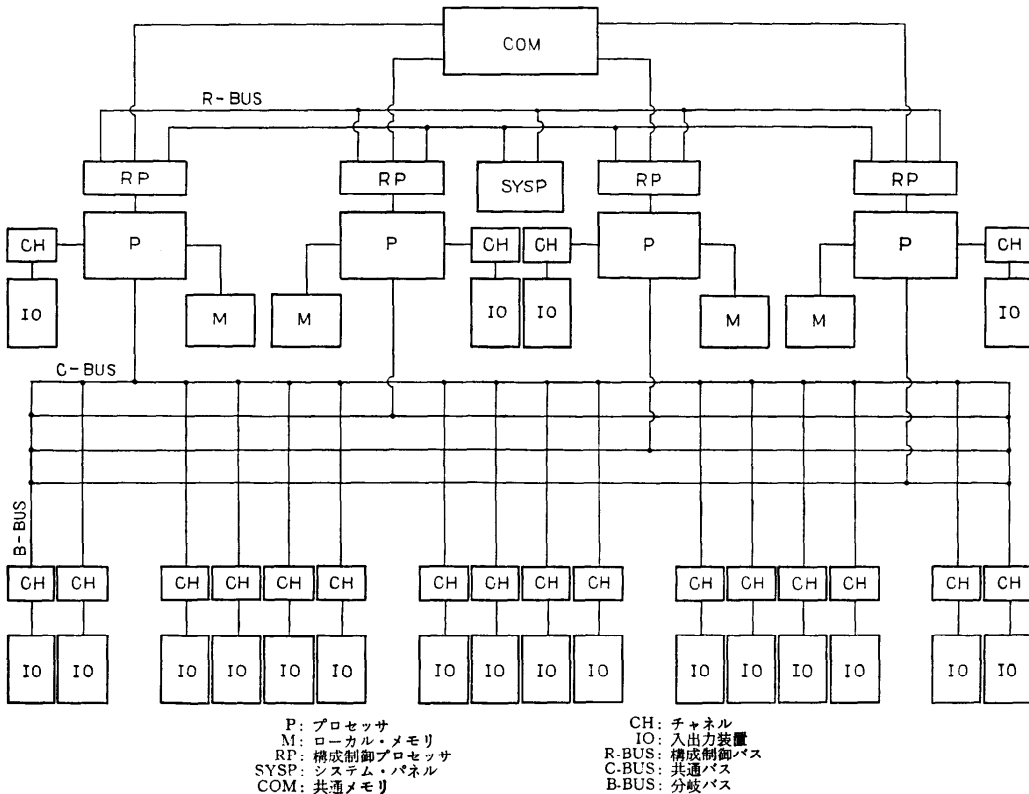 COM
R-BUS
RP RP SYSP RP RP
CH P P CH CH P P CH
IO M M IO IO M M IO
C-BUS
B-BUS
CH CH CH CH CH CH CH CH CH CH CH CH CH CH CH CH
IO IO IO IO IO IO IO IO IO IO IO IO IO IO IO IO
P: プロセッサ
M: ローカル・メモリ
RP: 構成制御プロセッサ
SYSP: システム・パネル
COM: 共通メモリ
CH: チャネル
IO: 入出力装置
R-BUS: 構成制御バス
C-BUS: 共通バス
B-BUS: 分岐バス